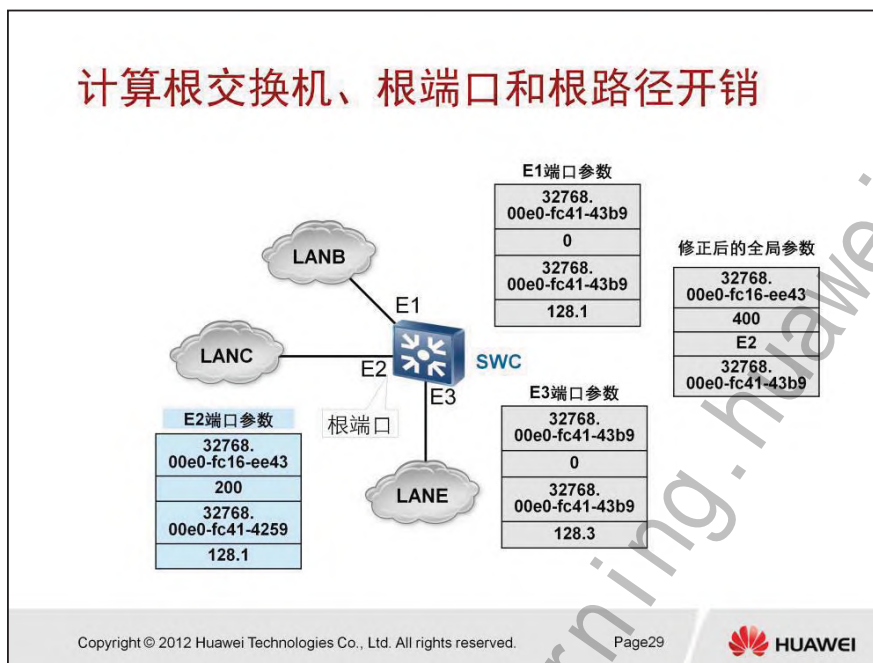 计算根交换机、根端口和根路径开销
E1端口参数
32768.
00e0-fc41-43b9
0
32768.
00e0-fc41-43b9
128.1
修正后的全局参数
32768.
00e0-fc16-ee43
400
E2
32768.
00e0-fc41-43b9
LANB
E1
LANC
E2
SWC
E3
根端口
LANE
E2端口参数
32768.
00e0-fc16-ee43
200
32768.
00e0-fc41-4259
128.1
E3端口参数
32768.
00e0-fc41-43b9
0
32768.
00e0-fc41-43b9
128.3
rning.huawei.
Copyright © 2012 Huawei Technologies Co., Ltd. All rights reserved.
Page29
HUAWEI